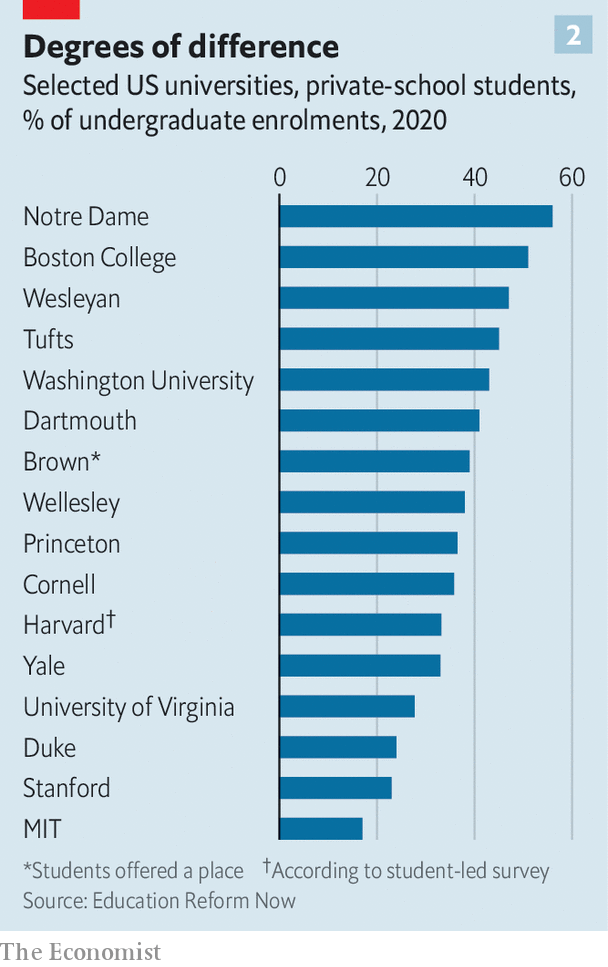 2
Degrees of difference
Selected US universities, private-school students,
% of undergraduate enrolments, 2020
0 20 40 60
Notre Dame
Boston College
Wesleyan
Tufts
Washington University
Dartmouth
Brown*
Wellesley
Princeton
Cornell
Harvard†
Yale
University of Virginia
Duke
Stanford
MIT
*Students offered a place †According to student-led survey
Source: Education Reform Now
The Economist